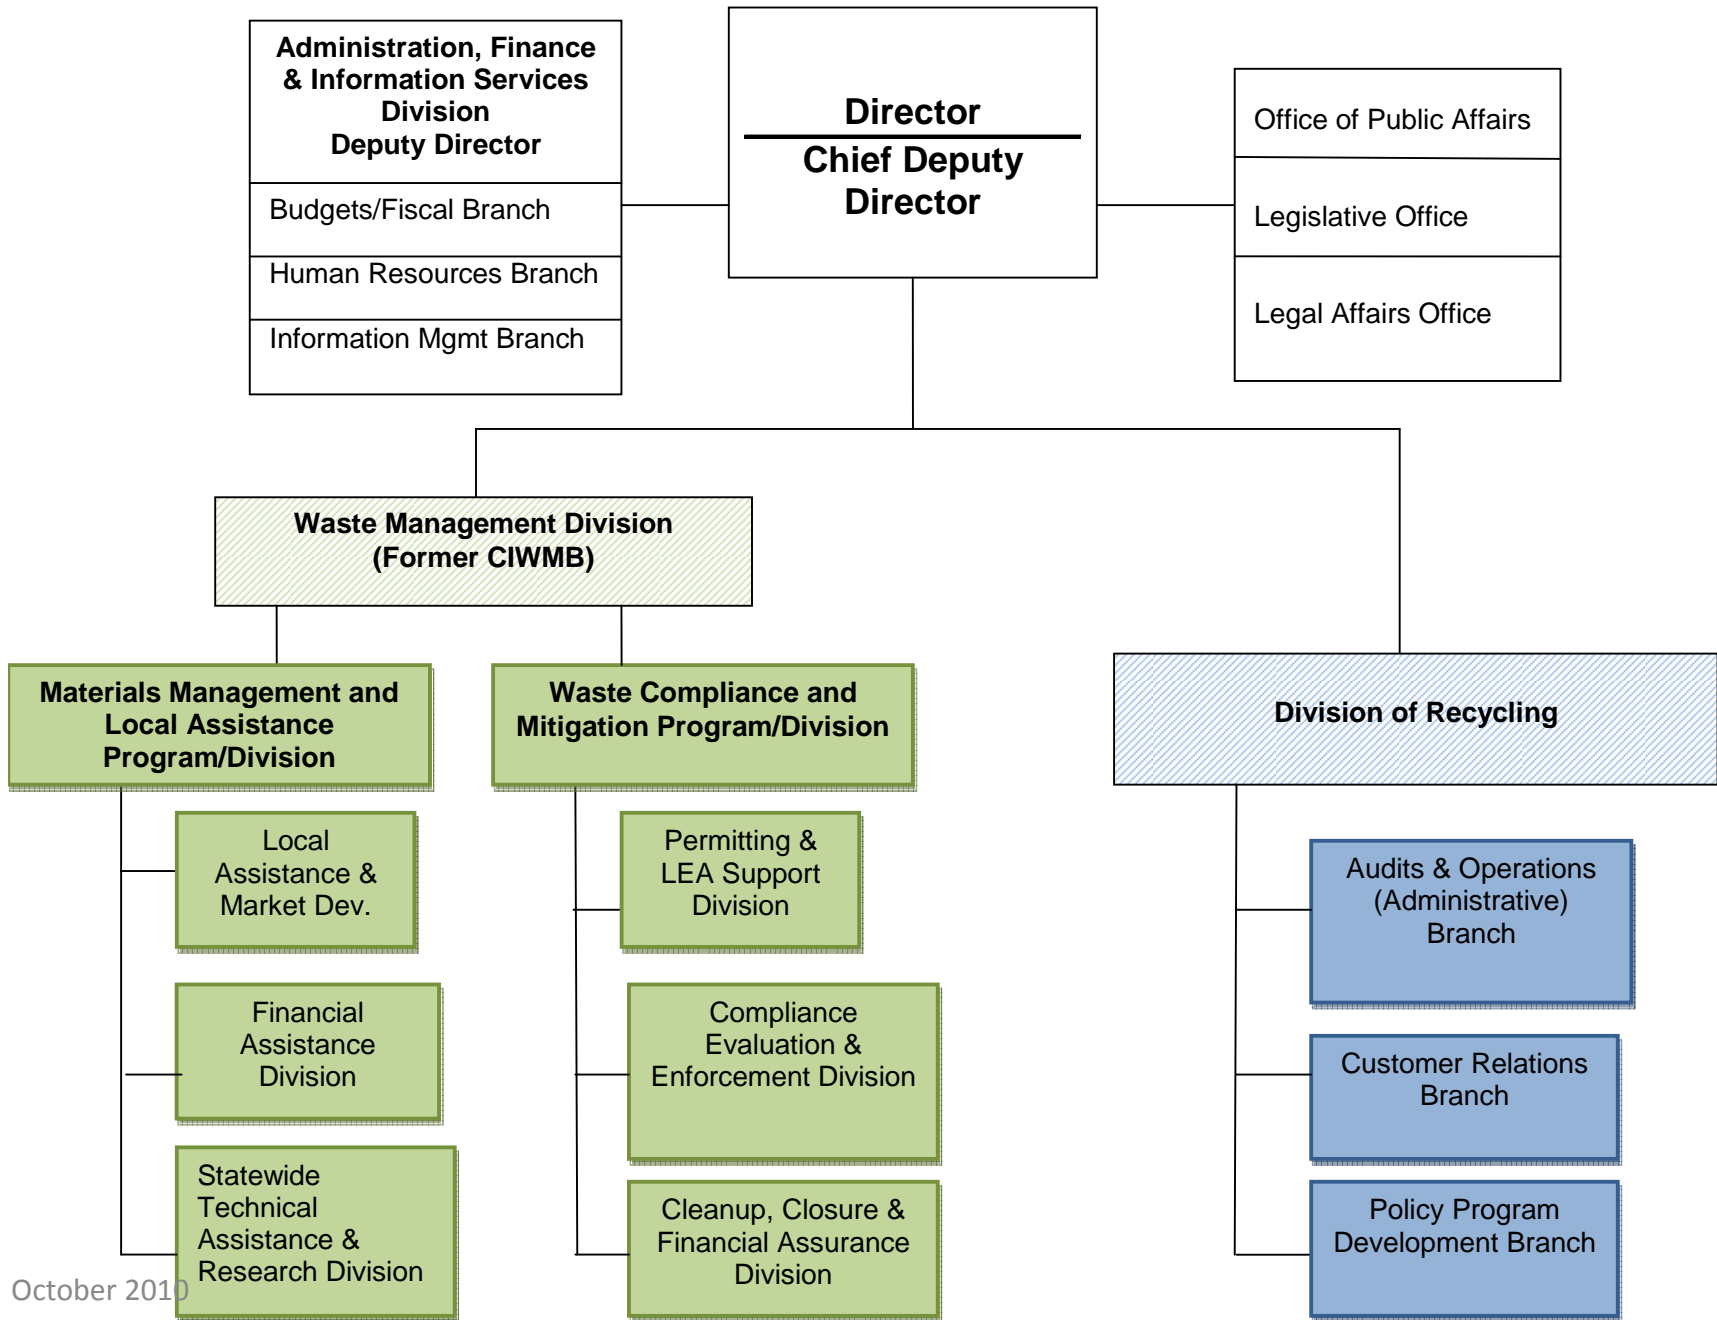 Administration, Finance
& Information Services
Division
Deputy Director
Budgets/Fiscal Branch
Human Resources Branch
Information Mgmt Branch
Director
Chief Deputy
Director
Office of Public Affairs
Legislative Office
Legal Affairs Office
Waste Management Division
(Former CIWMB)
Materials Management and
Local Assistance
Program/Division
Waste Compliance and
Mitigation Program/Division
Division of Recycling
Local
Assistance &
Market Dev.
Financial
Assistance
Division
Statewide
Technical
Assistance &
Research Division
Permitting &
LEA Support
Division
Compliance
Evaluation &
Enforcement Division
Cleanup, Closure &
Financial Assurance
Division
Audits & Operations
(Administrative)
Branch
Customer Relations
Branch
Policy Program
Development Branch
October 2010